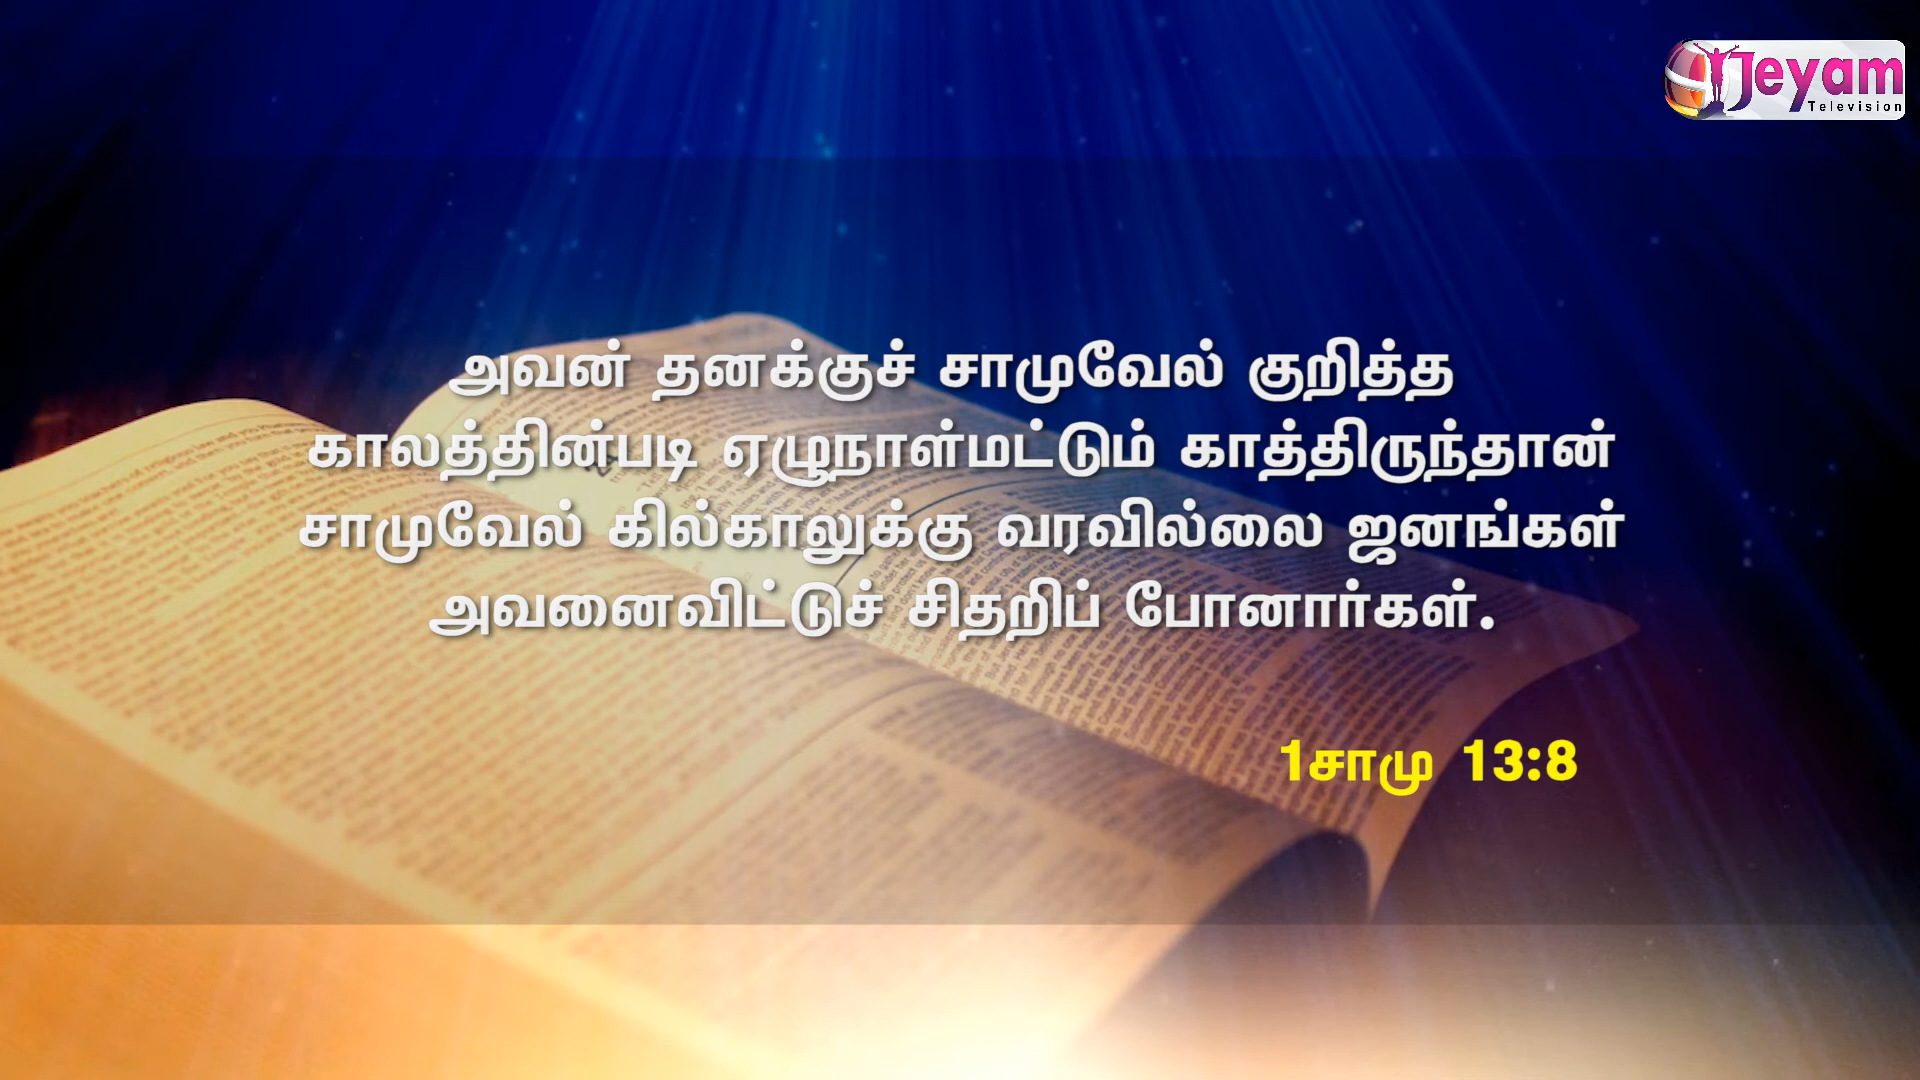 Jeyam
Television
அவன் தனக்குச் சாமுவேல் குறித்த
காலத்தின்படி ஏழுநாள்மட்டும் காத்திருந்தான்
சாமுவேல் கில்காலுக்கு வரவில்லை ஜனங்கள்
அவனைவிட்டுச் சிதறிப் போனார்கள்.
1சாமு 13:8